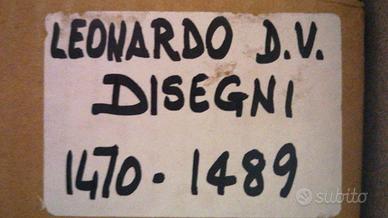 LEONARDO D.V.
DISEGNI
1470 - 1489
subito